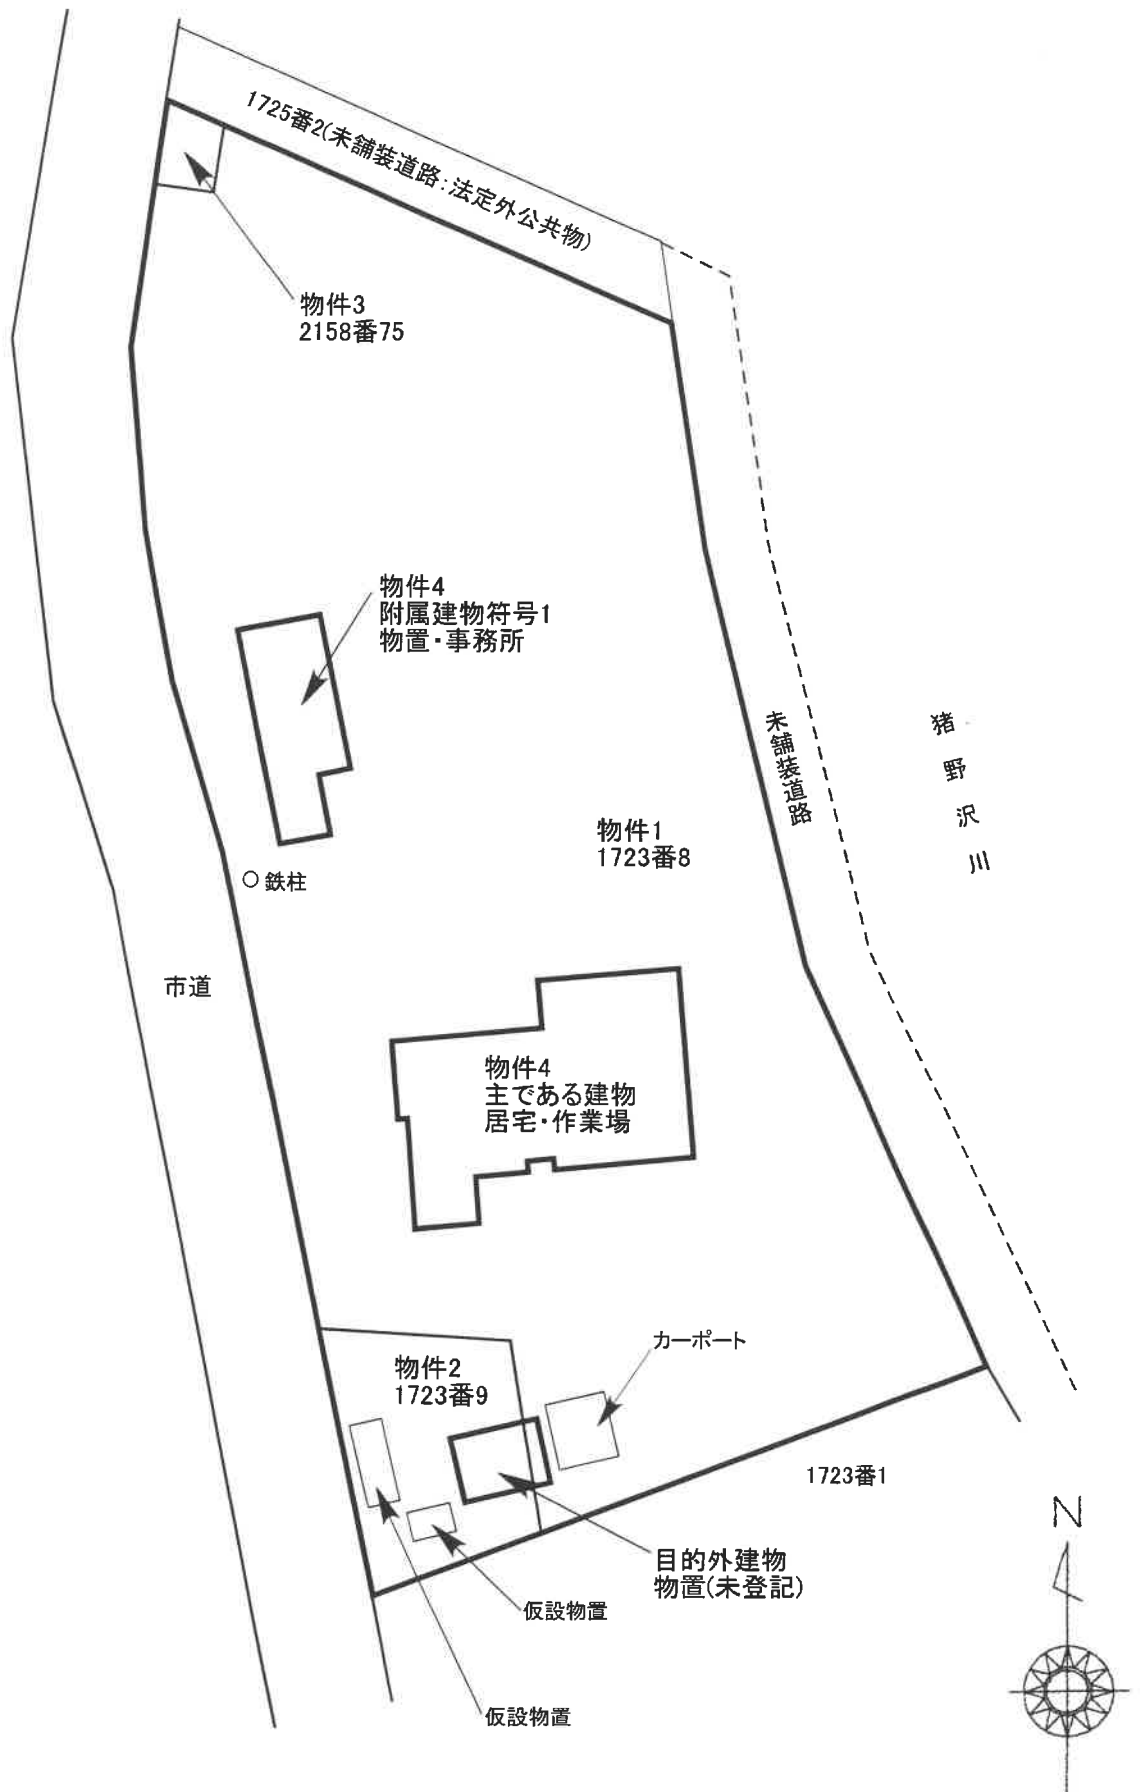 1725番2(未舗装道路:法定外公共物)
物件3
2158番75
物件4
附属建物符号1
物置・事務所
未舗装道路
猪野沢川
物件1
1723番8
鉄柱
市道
物件4
主である建物
居宅・作業場
カーポート
物件2
1723番9
1723番1
N
目的外建物
物置(未登記)
仮設物置
仮設物置